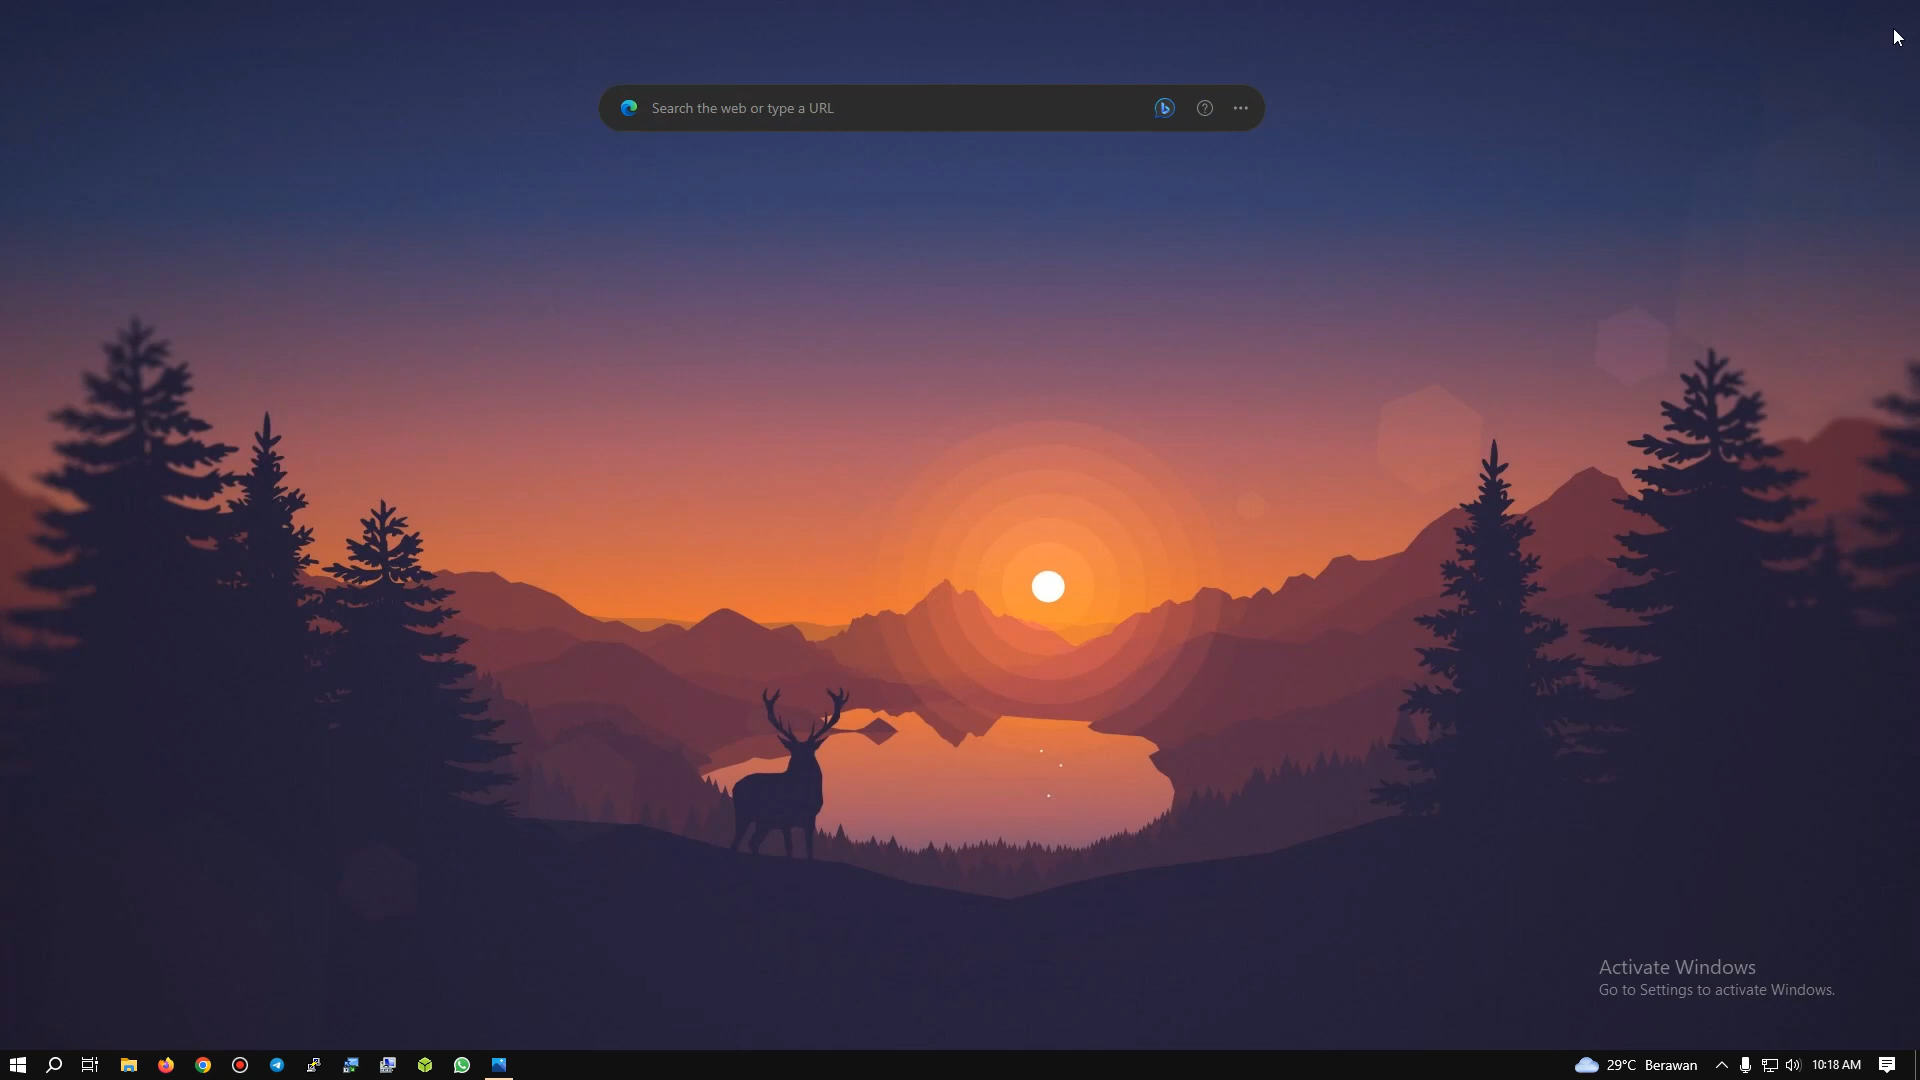 Search the web or type a URL
Activate Windows
Go to Settings to activate Windows.
29°C Berawan
10:18 AM